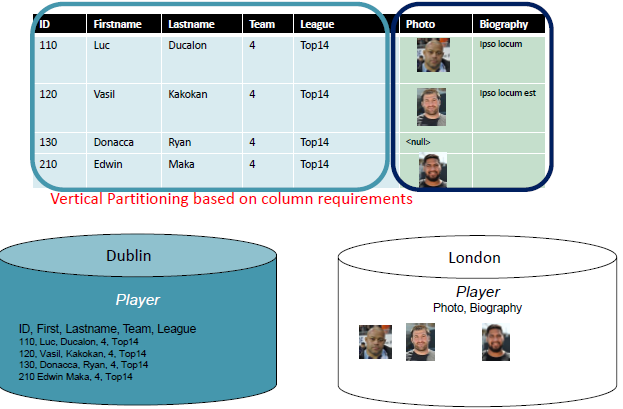 ID Firstname Lastname Team League Photo Biography
110 Luc Ducalon 4 Top14 Ipso locum
120 Vasil Kakokan 4 Top14 Ipso locum est
130 Donacca Ryan 4 Top14 <null>
210 Edwin Maka 4 Top14
Vertical Partitioning based on column requirements
Dublin
Player
ID, First, Lastname, Team, League
110, Luc, Ducalon, 4, Top14
120, Vasil, Kakokan, 4, Top14
130, Donacca, Ryan, 4, Top14
210 Edwin Maka, 4, Top14
London
Player
Photo, Biography